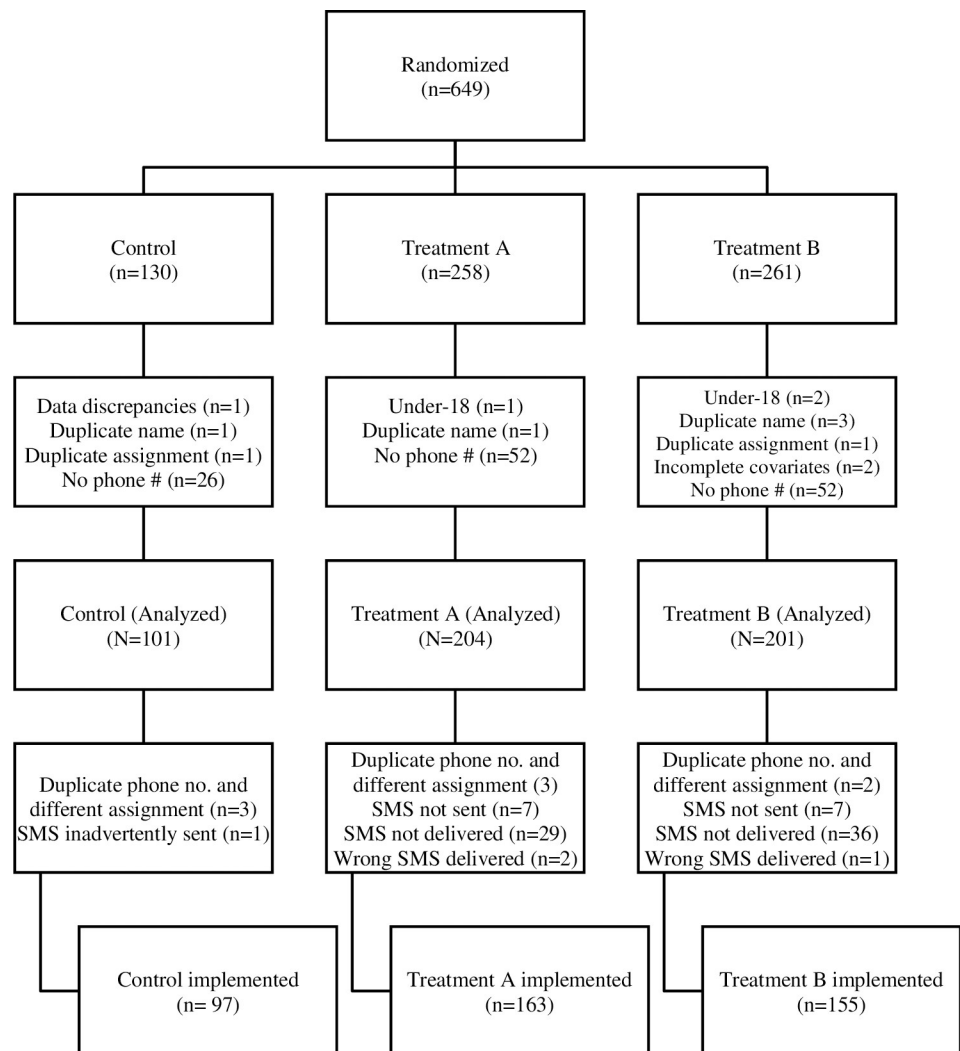 Randomized
(n=649)
Control
(n=130)
Treatment A
(n=258)
Treatment B
(n=261)
Data discrepancies (n=1)
Duplicate name (n=1)
Duplicate assignment (n=1)
No phone # (n=26)
Under-18 (n=1)
Duplicate name (n=1)
No phone # (n=52)
Under-18 (n=2)
Duplicate name (n=3)
Duplicate assignment (n=1)
Incomplete covariates (n=2)
No phone # (n=52)
Control (Analyzed)
(N=101)
Treatment A (Analyzed)
(N=204)
Treatment B (Analyzed)
(N=201)
Duplicate phone no. and
different assignment (n=3)
SMS inadvertently sent (n=1)
Duplicate phone no. and
different assignment (3)
SMS not sent (n=7)
SMS not delivered (n=29)
Wrong SMS delivered (n=2)
Duplicate phone no. and
different assignment (n=2)
SMS not sent (n=7)
SMS not delivered (n=36)
Wrong SMS delivered (n=1)
Control implemented
(n= 97)
Treatment A implemented
(n=163)
Treatment B implemented
(n=155)